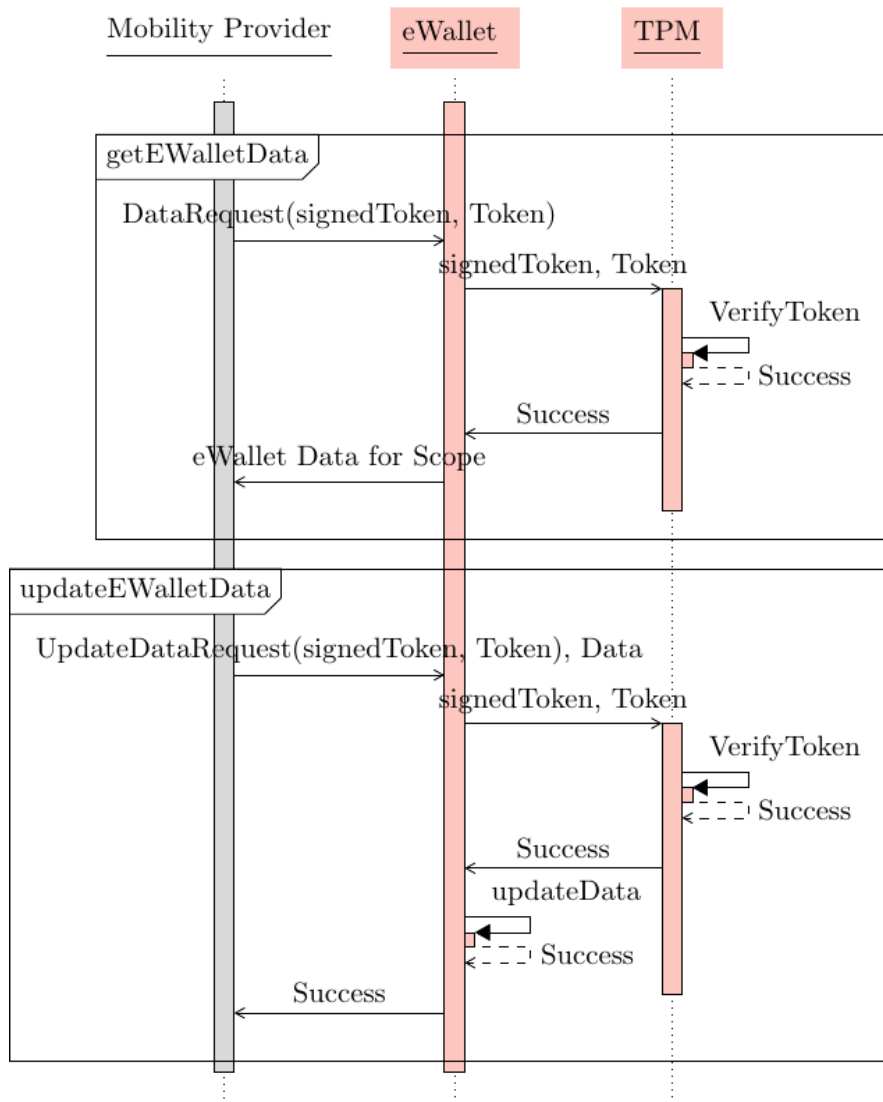 Mobility Provider
eWallet
TPM
getEWalletData
DataRequest(signedToken, Token)
signedToken, Token
VerifyToken
Success
Success
eWallet Data for Scope
updateEWalletData
UpdateDataRequest(signedToken, Token), Data
signedToken, Token
VerifyToken
Success
Success
updateData
Success
Success